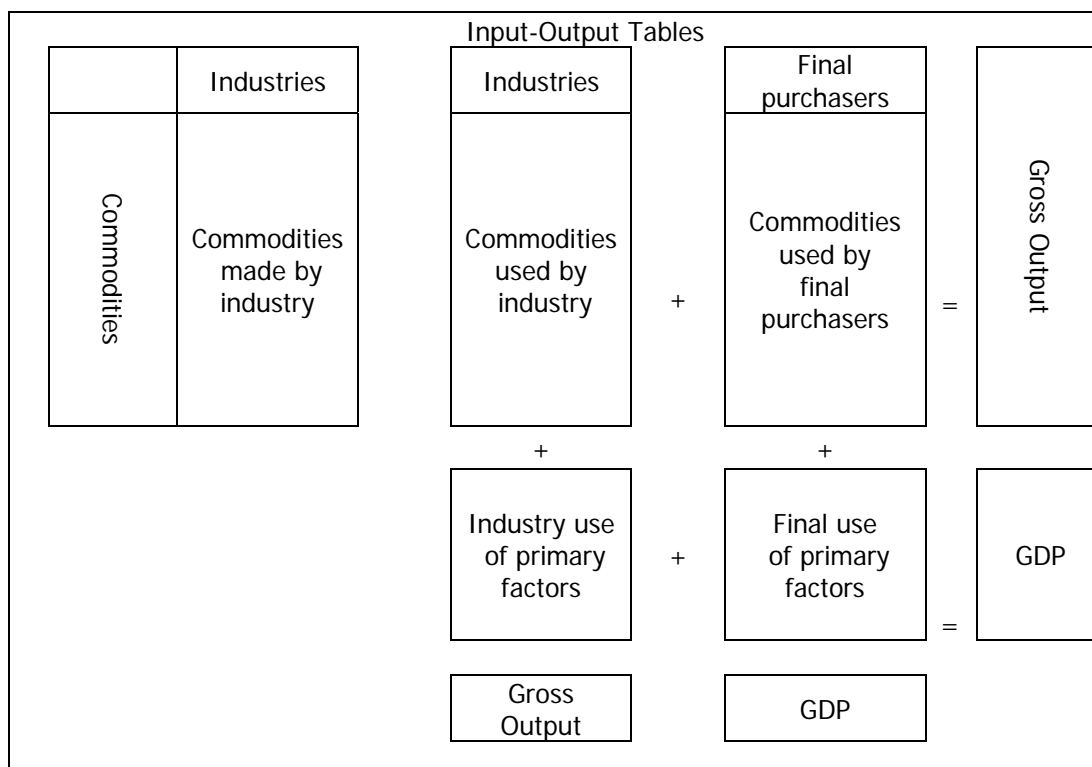 Input-Output Tables
Industries
Industries
Final
purchasers
Gross Output
Commodities
Commodities
made by
industry
Commodities
used by
industry
+
Commodities
used by
final
purchasers
=
+
+
Industry use
of primary
factors
+
Final use
of primary
factors
=
GDP
Gross
Output
GDP